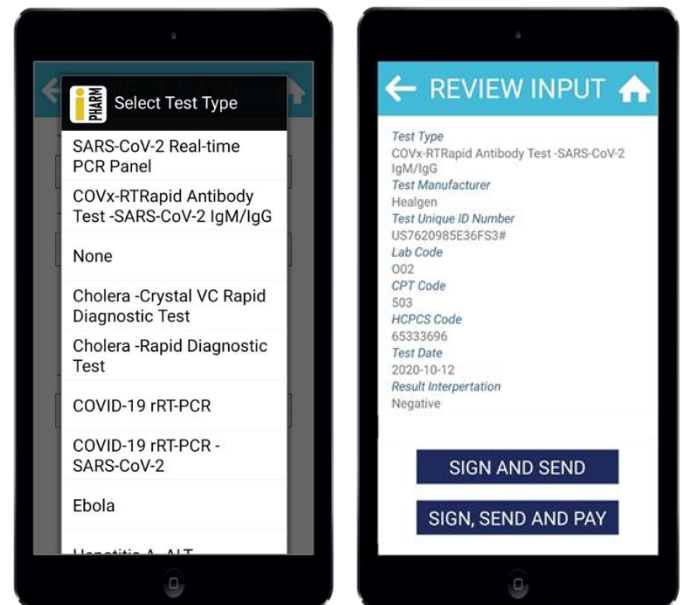 iPHARM
Select Test Type
SARS-CoV-2 Real-time
PCR Panel
COVx-RTRapid Antibody
Test -SARS-CoV-2 IgM/IgG
None
Cholera -Crystal VC Rapid
Diagnostic Test
Cholera -Rapid Diagnostic
Test
COVID-19 rRT-PCR
COVID-19 rRT-PCR -
SARS-CoV-2
Ebola
REVIEW INPUT
Test Type
COVx-RTRapid Antibody Test -SARS-CoV-2
IgM/IgG
Test Manufacturer
Healgen
Test Unique ID Number
US7620985E36FS3#
Lab Code
O02
CPT Code
503
HCPCS Code
65333696
Test Date
2020-10-12
Result Interpertation
Negative
SIGN AND SEND
SIGN, SEND AND PAY